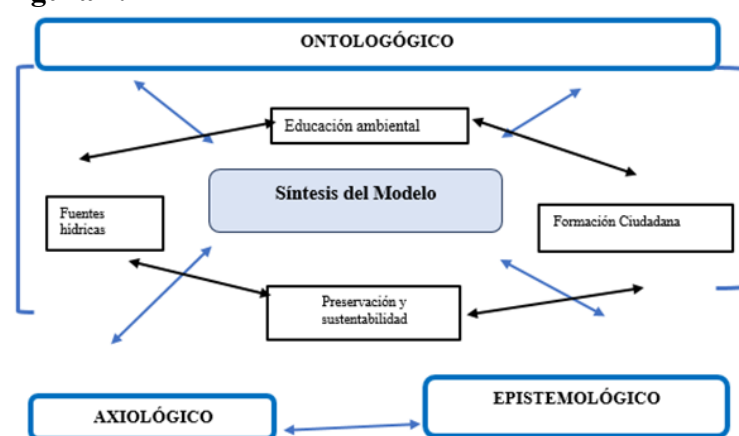 ONTOLOGÓGICO
Educación ambiental
Síntesis del Modelo
Fuentes
hídricas
Formación Ciudadana
Preservación y
sustentabilidad
AXIOLÓGICO
EPISTEMOLÓGICO